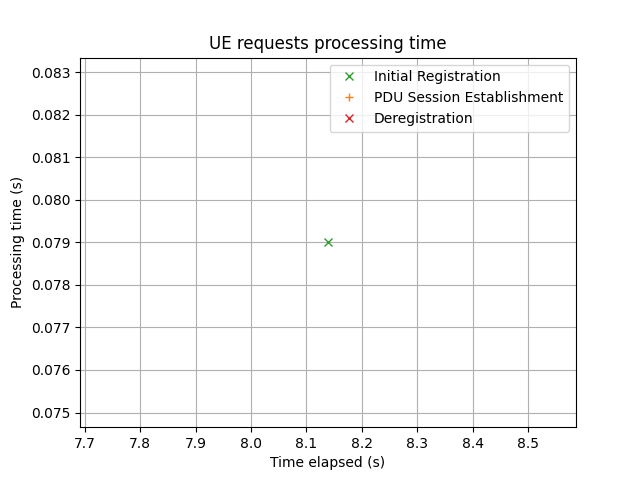 UE requests processing time
Initial Registration
PDU Session Establishment
Deregistration
Processing time (s)
0.083
0.082
0.081
0.080
0.079
0.078
0.077
0.076
0.075
7.7 7.8 7.9 8.0 8.1 8.2 8.3 8.4 8.5
Time elapsed (s)